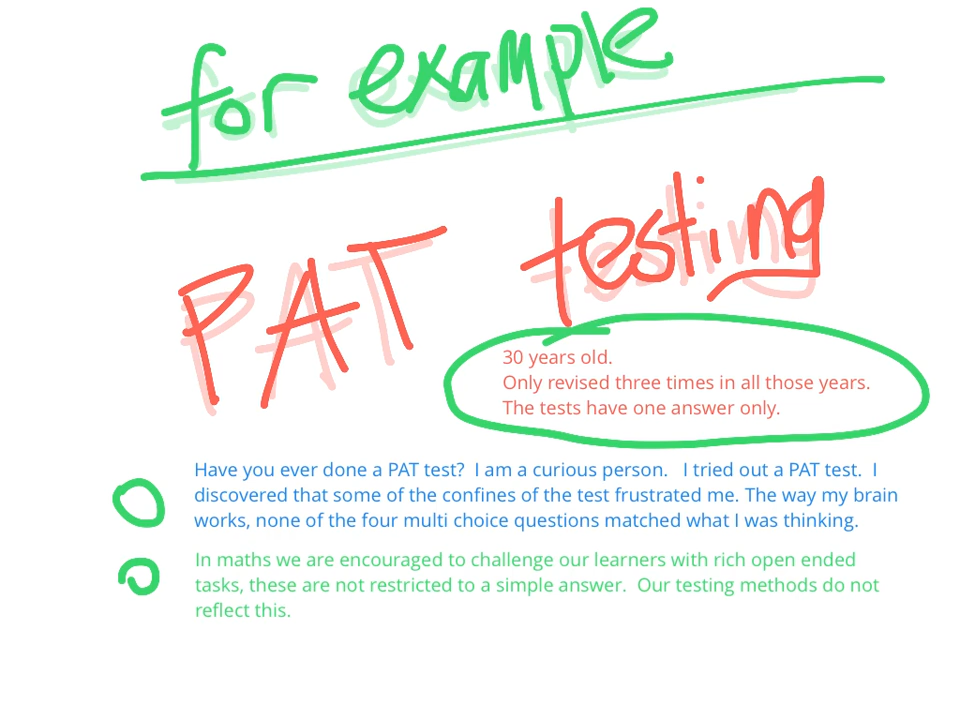 for example
PAT testing
30 years old.
Only revised three times in all those years.
The tests have one answer only.
Have you ever done a PAT test?  I am a curious person.   I tried out a PAT test.  I
discovered that some of the confines of the test frustrated me. The way my brain
works, none of the four multi choice questions matched what I was thinking.
In maths we are encouraged to challenge our learners with rich open ended
tasks, these are not restricted to a simple answer.  Our testing methods do not
reflect this.